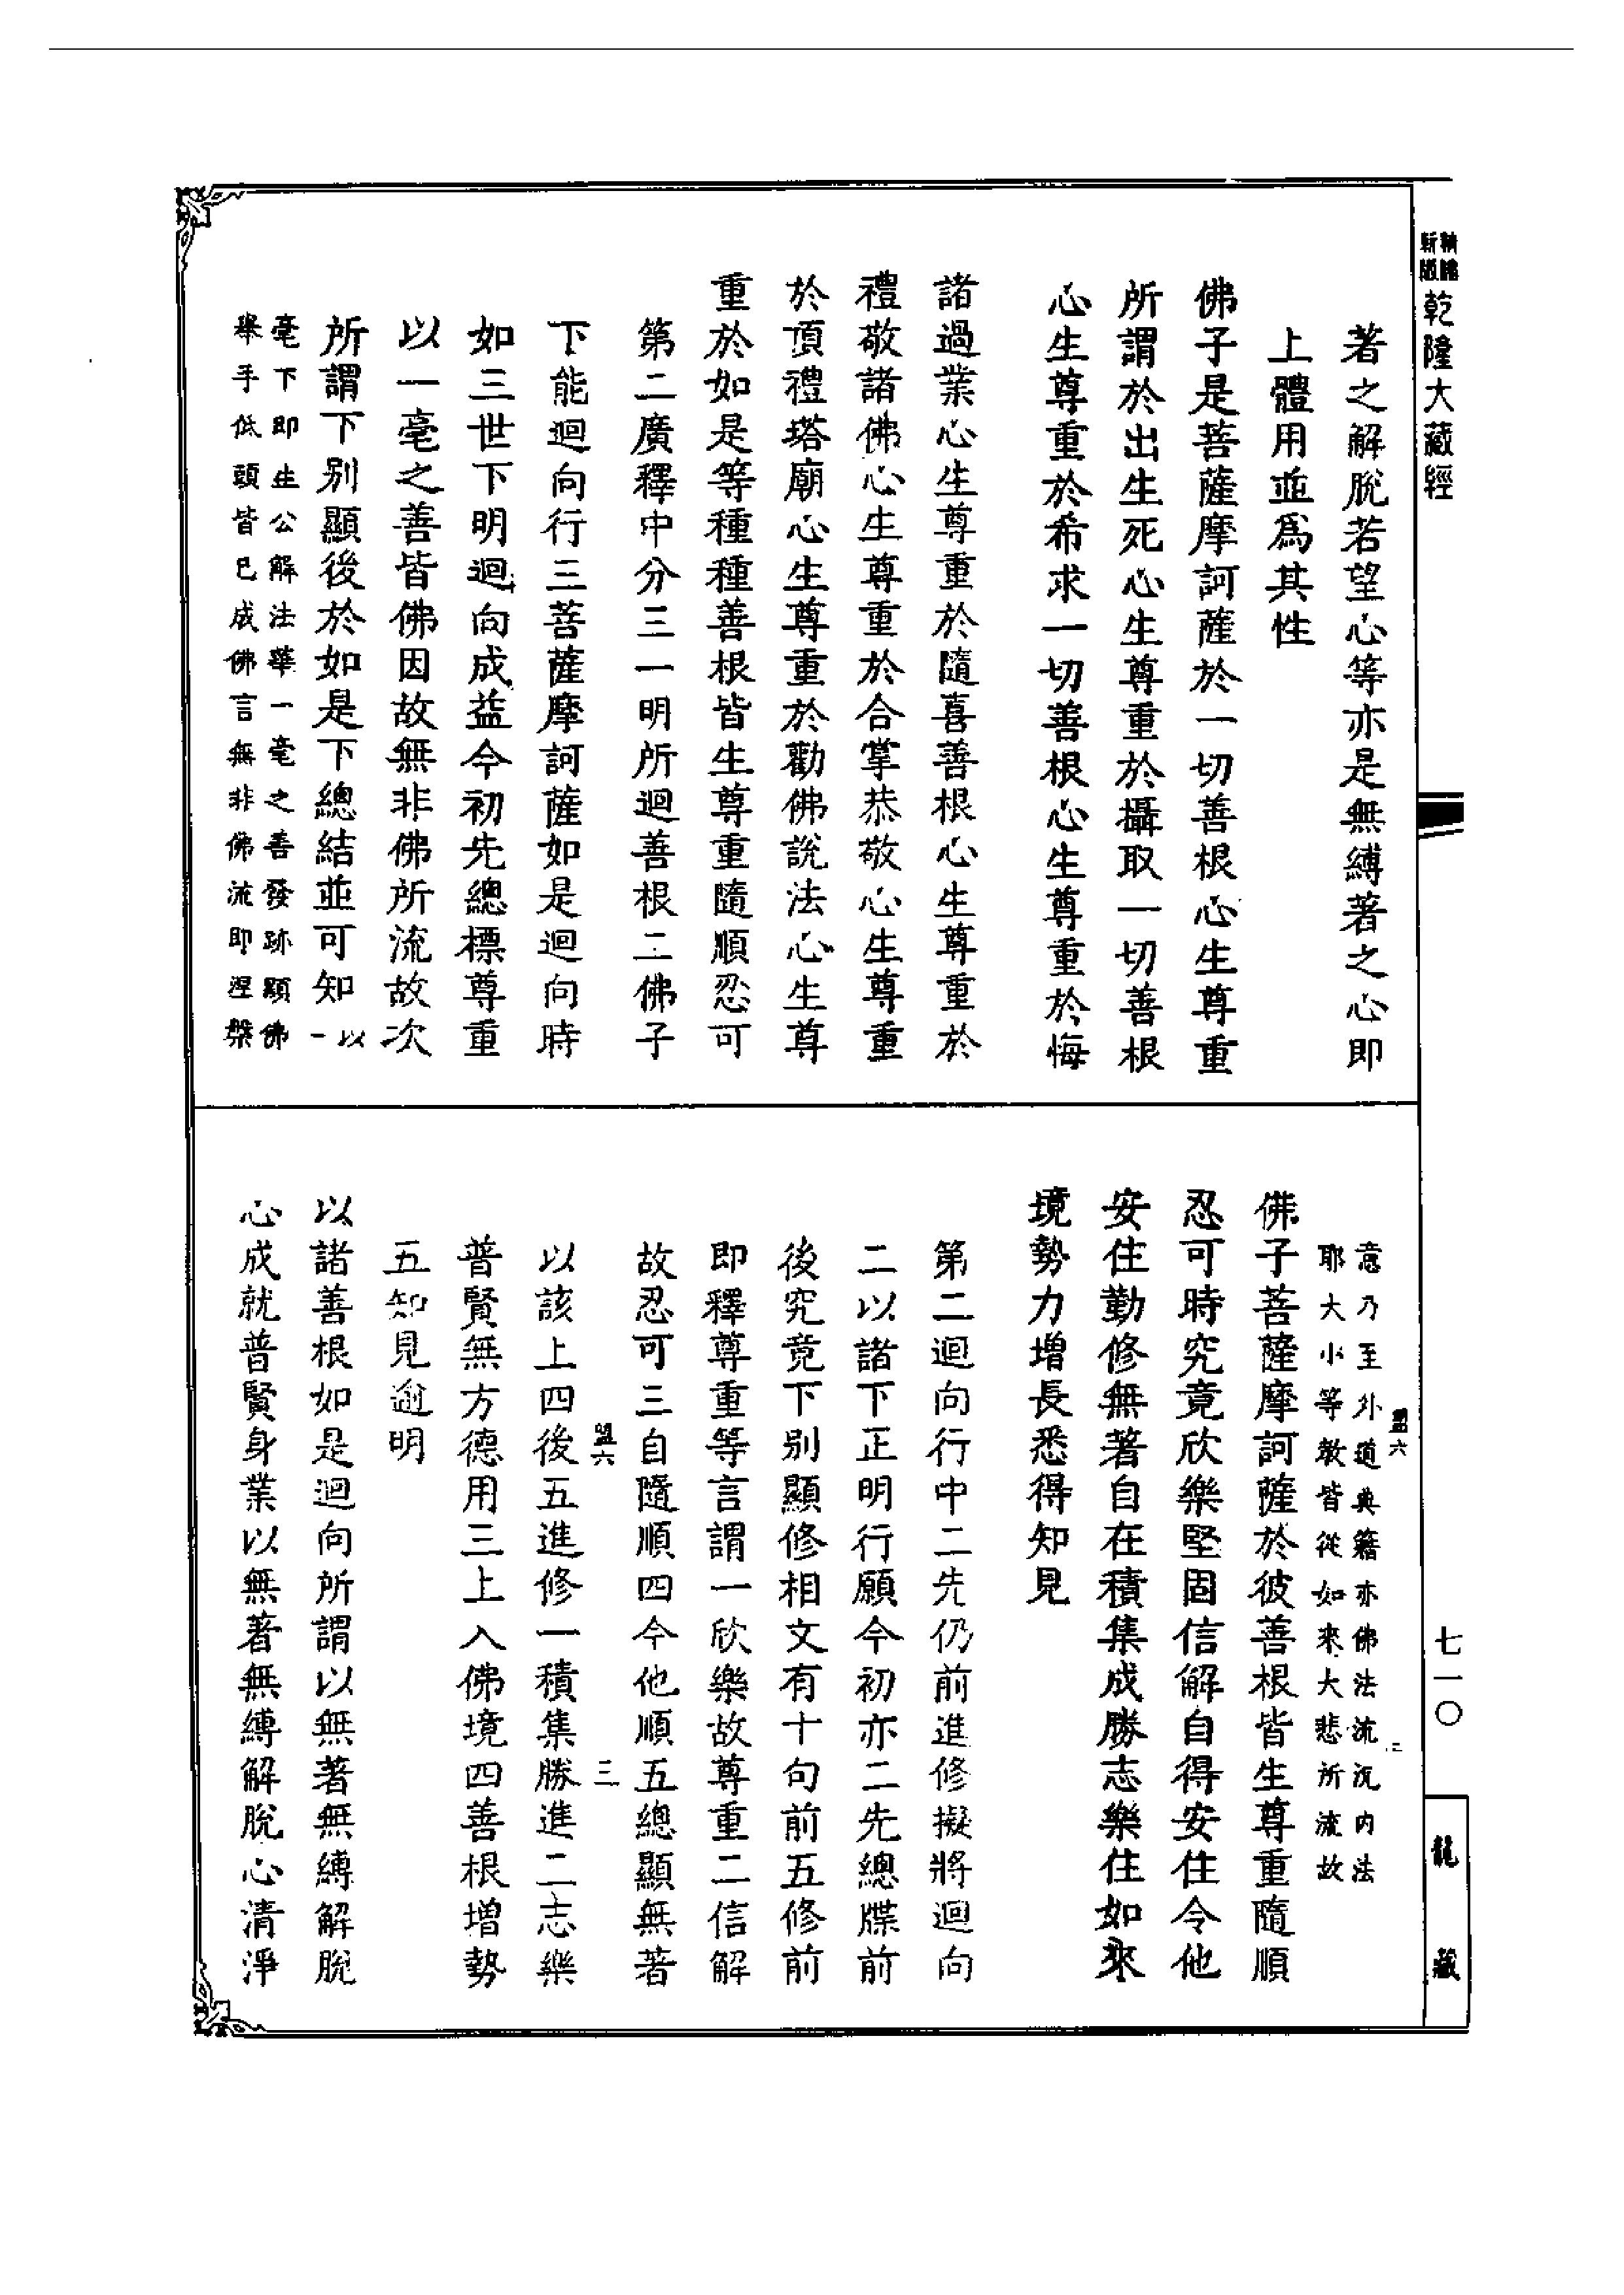 新版精縮乾隆大藏經
著之解脫若望心等亦是無縛著之心即
上體用並為其性
佛子是菩薩摩訶薩於一切善根心生尊重
所謂於出生死心生尊重於攝取一切善根
心生尊重於希求一切善根心生尊重於悔
諸過業心生尊重於隨喜善根心生尊重於
禮敬諸佛心生尊重於合掌恭敬心生尊重
於頂禮塔廟心生尊重於勸佛說法心生尊
重於如是等種種善根皆生尊重隨順忍可
第二廣釋中分三一明所迴善根二佛子
下能迴向行三菩薩摩訶薩如是迴向時
如三世下明迴向成益今初先總標尊重
以一毫之善皆佛因故無非佛所流故次
所謂下別顯後於如是下總結並可知
以
一
毫下即生公解法華一毫之善發跡顯佛
舉手低頭皆已成佛言無非佛流即涅槃
意乃至外道典籍亦佛法流況内法
耶大小等教皆從如來大悲所流故
佛子菩薩摩訶薩於彼善根皆生尊重隨順
忍可時究竟欣樂堅固信解自得安住令他
安住勤修無著自在積集成勝志樂住如來
境勢力增長悉得知見
第二迴向行中二先仍前進修擬將迴向
二以諸下正明行願今初亦二先總牒前
後究竟下別顯修相文有十句前五修前
即釋尊重等言謂一欣樂故尊重二信解
故忍可三自隨順四令他順五總顯無著
以該上四後五進修一積集勝進二志樂
普賢無方德用三上入佛境四善根增勢
五知見逾明
以諸善根如是迴向所謂以無著無縛解脫
心成就普賢身業以無著無縛解脫心清淨
盟六
二
盟六
三
七一〇
龍藏